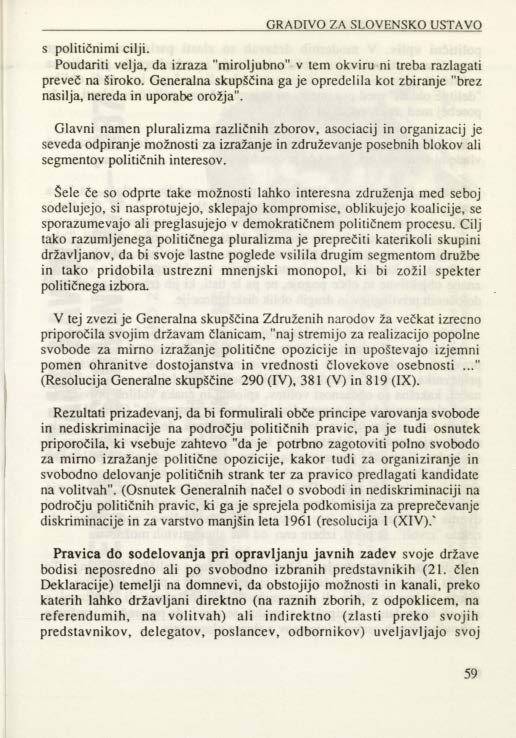 GRADIVO ZA SLOVENSKO USTAVO
s političnimi cilji.
Poudariti velja, da izraza "miroljubno" v tem okviru ni treba razlagati
preveč na široko. Generalna skupščina ga je opredelila kot zbiranje "brez
nasilja, nereda in uporabe orožja".
Glavni namen pluralizma različnih zborov, asociacij in organizacij je
seveda odpiranje možnosti za izražanje in združevanje posebnih blokov ali
segmentov političnih interesov.
Šele če so odprte take možnosti lahko interesna združenja med seboj
sodelujejo, si nasprotujejo, sklepajo kompromise, oblikujejo koalicije, se
sporazumevajo ali preglasujejo v demokratičnem političnem procesu. Cilj
tako razumljenega političnega pluralizma je preprečiti katerikoli skupini
državljanov, da bi svoje lastne poglede vsilila drugim segmentom družbe
in tako pridobila ustrezni mnenjski monopol, ki bi zožil spekter
političnega izbora.
V tej zvezi je Generalna skupščina Združenih narodov ža večkat izrecno
priporočila svojim državam članicam, "naj stremijo za realizacijo popolne
svobode za mirno izražanje politične opozicije in upoštevajo izjemni
pomen ohranitve dostojanstva in vrednosti človekove osebnosti ..."
(Resolucija Generalne skupščine 290 (IV), 381 (V) in 819 (IX).
Rezultati prizadevanj, da bi formulirali obče principe varovanja svobode
in nediskriminacije na področju političnih pravic, pa je tudi osnutek
priporočila, ki vsebuje zahtevo "da je potrbno zagotoviti polno svobodo
za mirno izražanje politične opozicije, kakor tudi za organiziranje in
svobodno delovanje političnih strank ter za pravico predlagati kandidate
na volitvah". (Osnutek Generalnih načel o svobodi in nediskriminaciji na
področju političnih pravic, ki ga je sprejela podkomisija za preprečevanje
diskriminacije in za varstvo manjšin leta 1961 (resolucija 1 (XIV).
Pravica do sodelovanja pri opravljanju javnih zadev svoje države
bodisi neposredno ali po svobodno izbranih predstavnikih (21. člen
Deklaracije) temelji na domnevi, da obstojijo možnosti in kanali, preko
katerih lahko državljani direktno (na raznih zborih, z odpoklicem, na
referendumih, na volitvah) ali indirektno (zlasti preko svojih
predstavnikov, delegatov, poslancev, odbornikov) uveljavljajo svoj
59